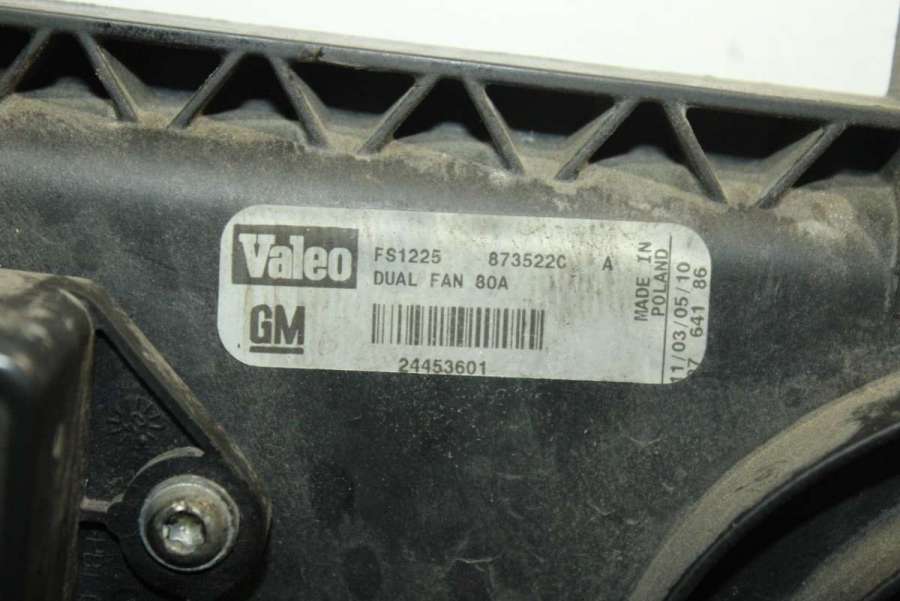 Valeo
FS1225 873522C A
DUAL FAN 80A
GM
24453601
MADE IN
POLAND
11/03/05/10
641 86